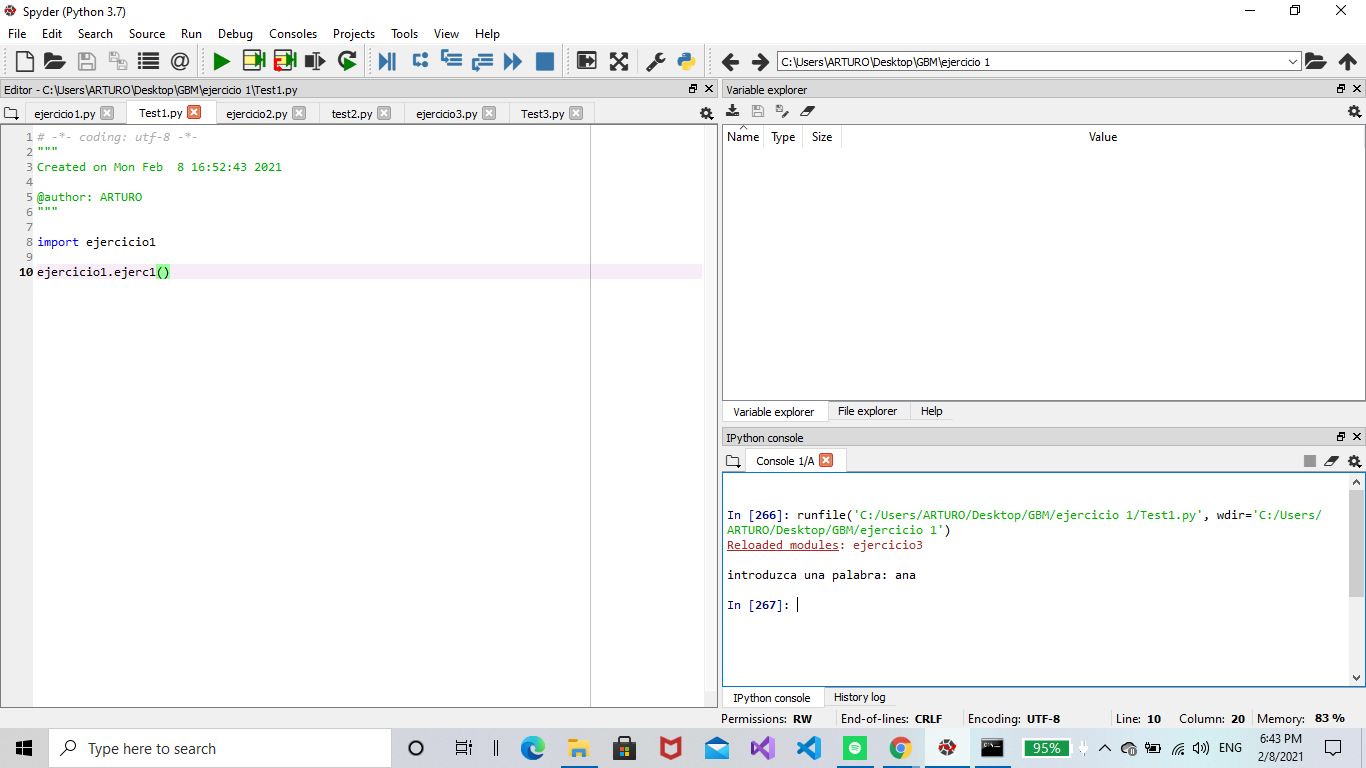 Spyder (Python 3.7)
File Edit Search Source Run Debug Consoles Projects Tools View Help
C:\Users\ARTURO\Desktop\GBM\ejercicio 1
Editor - C:\Users\ARTURO\Desktop\GBM\ejercicio 1\Test1.py
ejercicio1.py Test1.py ejercicio2.py test2.py ejercicio3.py Test3.py
1 # -*- coding: utf-8 -*-
2 """
3 Created on Mon Feb  8 16:52:43 2021
4
5 @author: ARTURO
6 """
7
8 import ejercicio1
9
10 ejercicio1.ejerc1()
Variable explorer
Name Type Size Value
Variable explorer File explorer Help
IPython console
Console 1/A
In [266]: runfile('C:/Users/ARTURO/Desktop/GBM/ejercicio 1/Test1.py', wdir='C:/Users/
ARTURO/Desktop/GBM/ejercicio 1')
Reloaded modules: ejercicio3
introduzca una palabra: ana
In [267]:
IPython console History log
Permissions: RW End-of-lines: CRLF Encoding: UTF-8 Line: 10 Column: 20 Memory: 83 %
Type here to search
95%
ENG
6:43 PM
2/8/2021